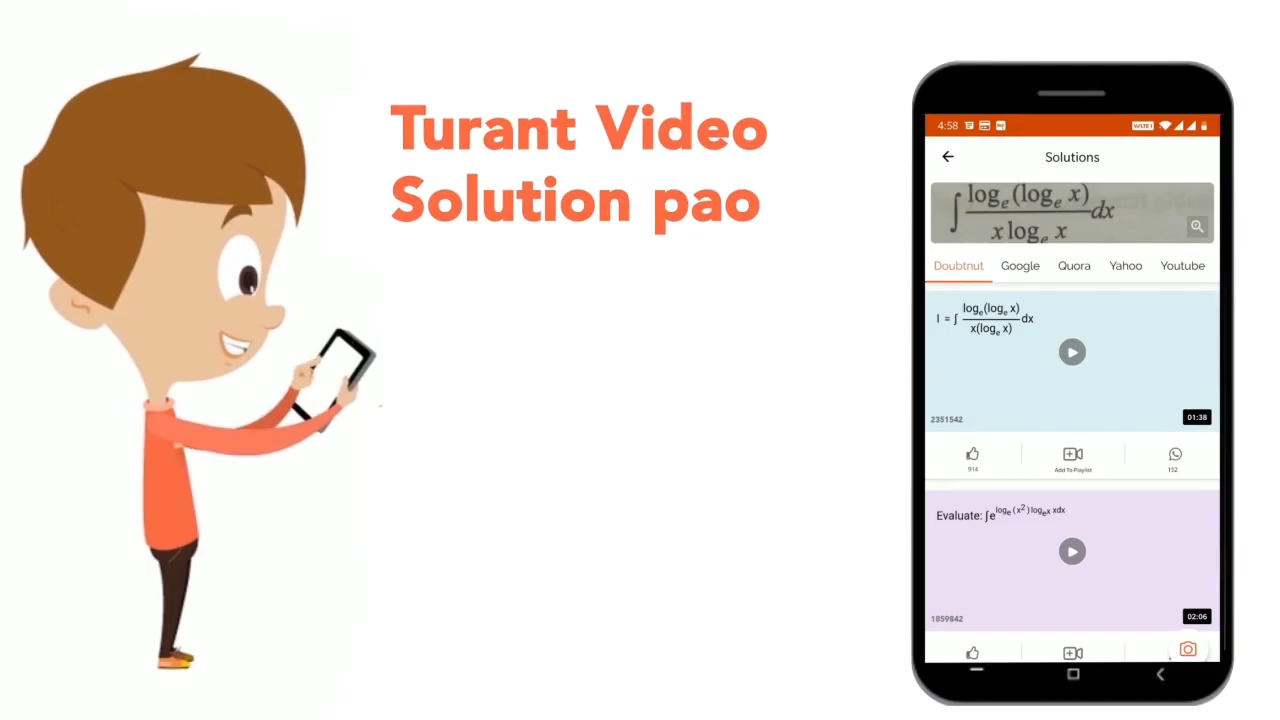 Turant Video
Solution pao
4:58
Solutions
∫ logₑ(logₑ x) / x logₑ x dx
Doubtnut Google Quora Yahoo Youtube
I = ∫ logₑ(logₑ x) / x(logₑ x) dx
2351542 01:38
914 Add To Playlist 152
Evaluate: ∫e^logₑ(x²)logₑx xdx
1859842 02:06